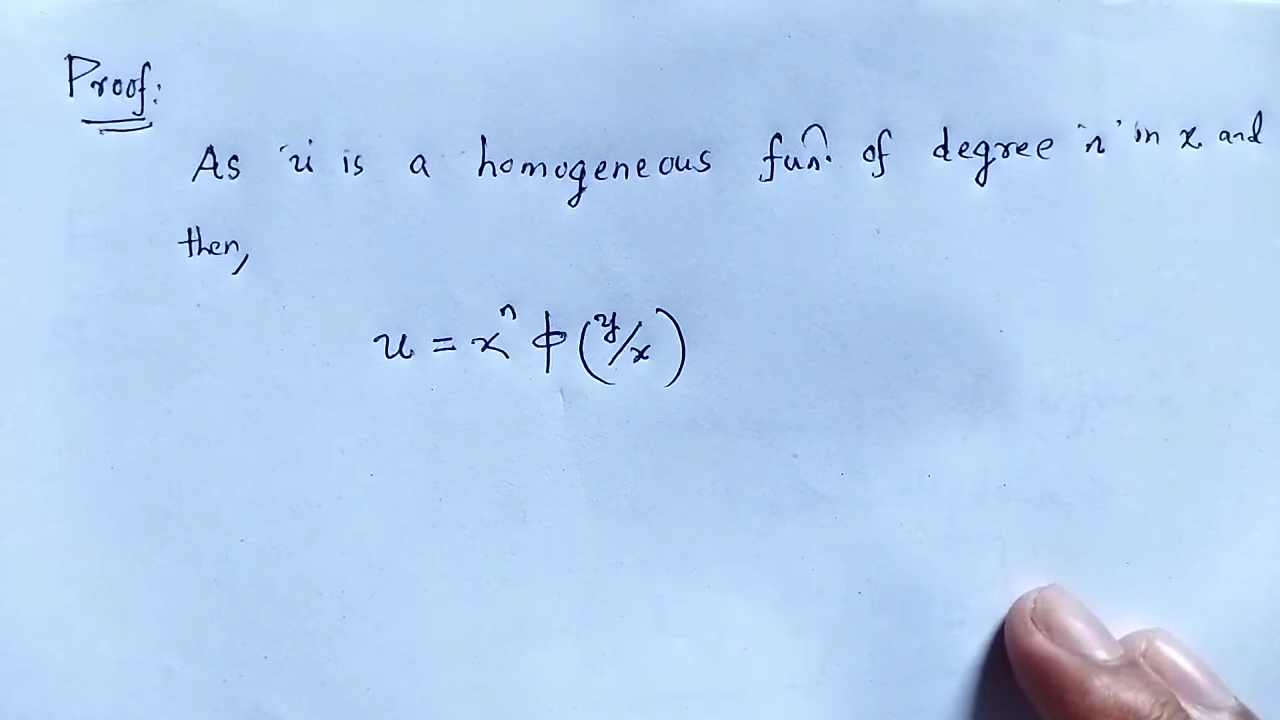 Proof:
As 'u' is a homogeneous fun. of degree 'n' in x and
then,
u = x^n ϕ(y/x)